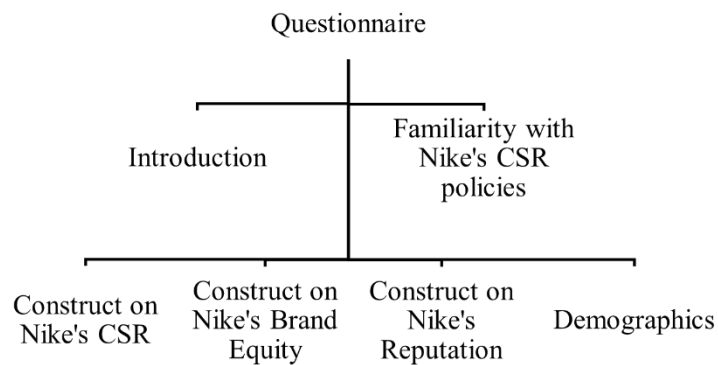 Questionnaire
Introduction
Familiarity with
Nike's CSR
policies
Construct on
Nike's CSR
Construct on
Nike's Brand
Equity
Construct on
Nike's
Reputation
Demographics